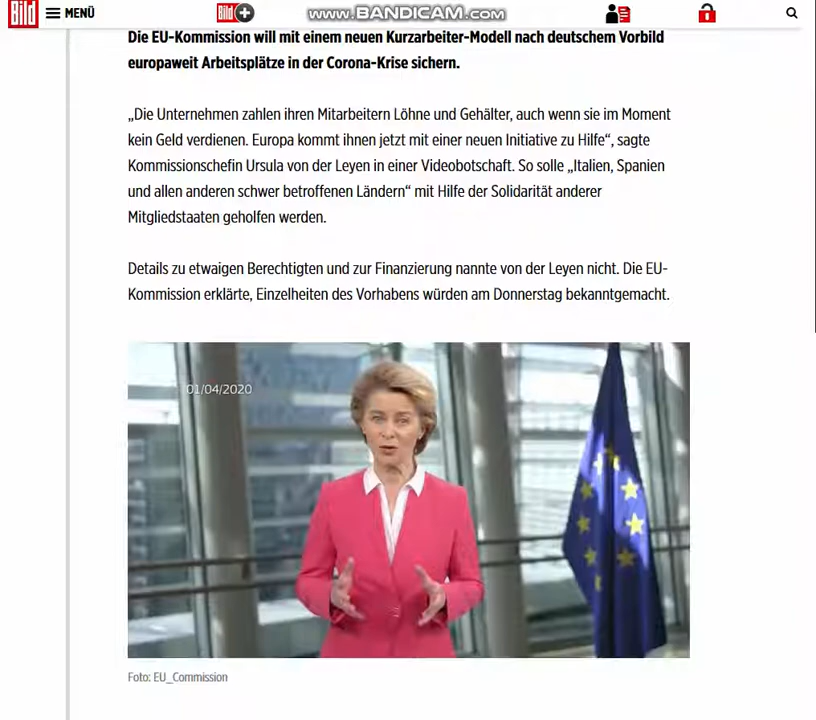 Bild
MENÜ
Bild +
www.BANDICAM.com
Die EU-Kommission will mit einem neuen Kurzarbeiter-Modell nach deutschem Vorbild
europaweit Arbeitsplätze in der Corona-Krise sichern.
„Die Unternehmen zahlen ihren Mitarbeitern Löhne und Gehälter, auch wenn sie im Moment
kein Geld verdienen. Europa kommt ihnen jetzt mit einer neuen Initiative zu Hilfe“, sagte
Kommissionschefin Ursula von der Leyen in einer Videobotschaft. So solle „Italien, Spanien
und allen anderen schwer betroffenen Ländern“ mit Hilfe der Solidarität anderer
Mitgliedstaaten geholfen werden.
Details zu etwaigen Berechtigten und zur Finanzierung nannte von der Leyen nicht. Die EU-
Kommission erklärte, Einzelheiten des Vorhabens würden am Donnerstag bekanntgemacht.
01/04/2020
Foto: EU_Commission